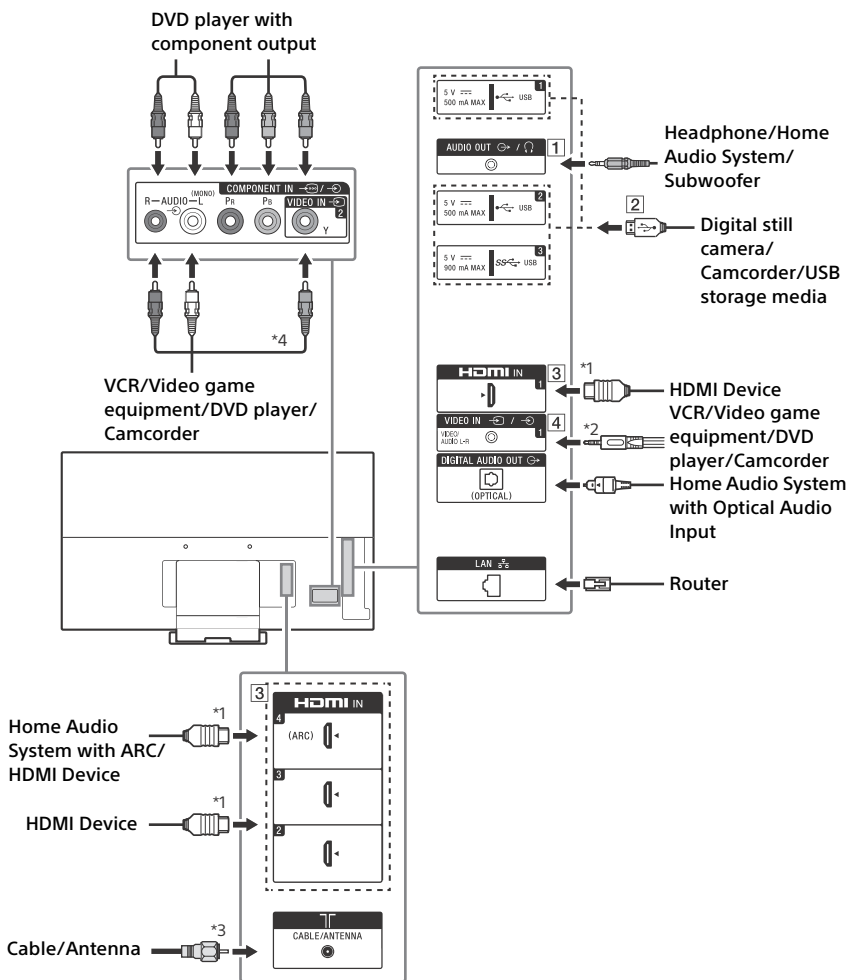 DVD player with
component output
R–AUDIO–L
(MONO)
COMPONENT IN
/
PR
PB
VIDEO IN
2
Y
*4
VCR/Video game
equipment/DVD player/
Camcorder
5 V
500 mA MAX
USB
1
AUDIO OUT
/
1
Headphone/Home
Audio System/
Subwoofer
5 V
500 mA MAX
USB
2
2
Digital still
camera/
Camcorder/USB
storage media
5 V
900 mA MAX
SS
USB
3
HDMI IN
1
3
*1
HDMI Device
VIDEO IN
/
VIDEO/
AUDIO L-R
1
4
*2
VCR/Video game
equipment/DVD
player/Camcorder
DIGITAL AUDIO OUT
(OPTICAL)
Home Audio System
with Optical Audio
Input
LAN
Router
3
HDMI IN
4
(ARC)
*1
Home Audio
System with ARC/
HDMI Device
3
*1
HDMI Device
2
CABLE/ANTENNA
*3
Cable/Antenna